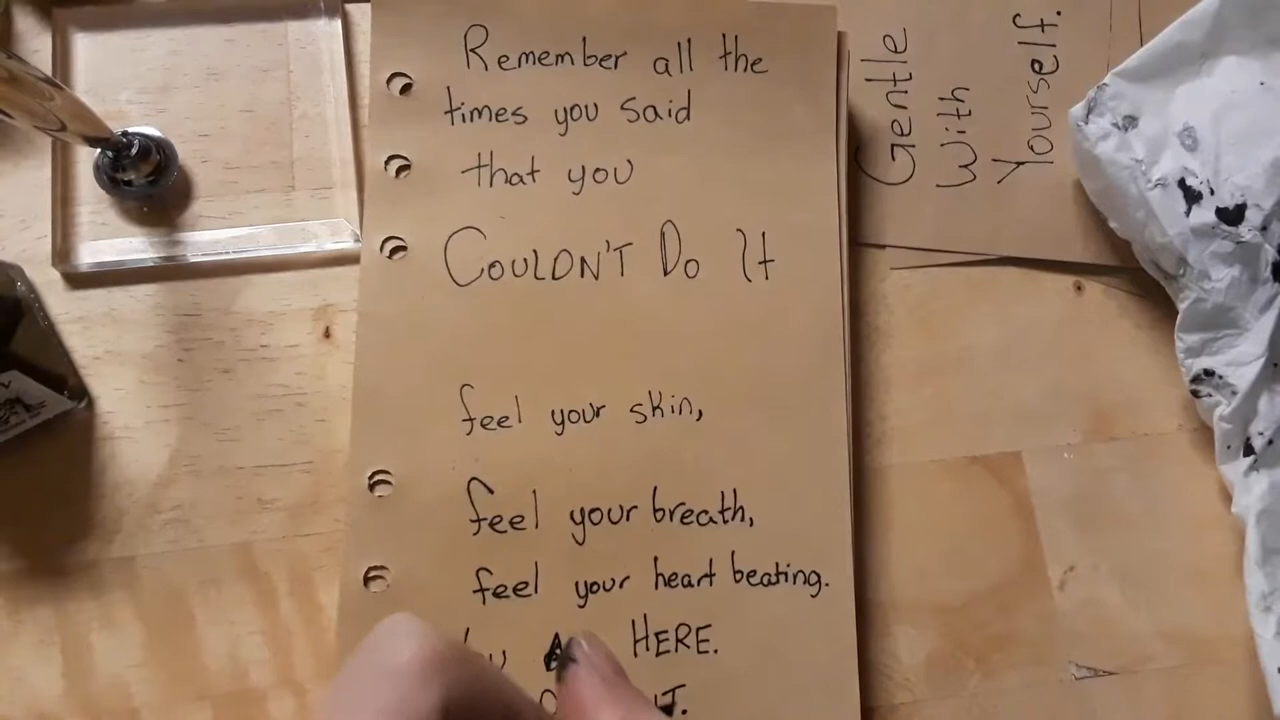 Remember all the
times you said
that you
COULDN'T DO It
feel your skin,
feel your breath,
feel your heart beating.
HERE.
Gentle
With
Yourself.